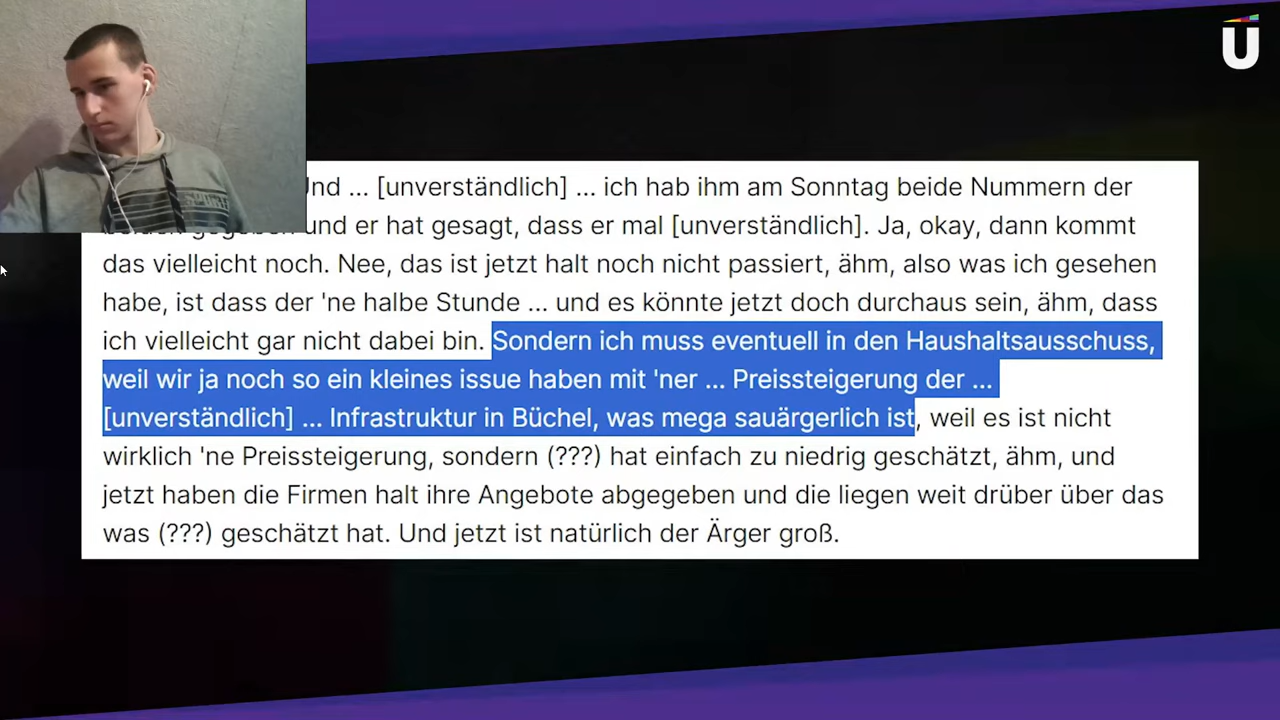 Ü
Und ... [unverständlich] ... ich hab ihm am Sonntag beide Nummern der
und er hat gesagt, dass er mal [unverständlich]. Ja, okay, dann kommt
das vielleicht noch. Nee, das ist jetzt halt noch nicht passiert, ähm, also was ich gesehen
habe, ist dass der 'ne halbe Stunde ... und es könnte jetzt doch durchaus sein, ähm, dass
ich vielleicht gar nicht dabei bin. Sondern ich muss eventuell in den Haushaltsausschuss,
weil wir ja noch so ein kleines issue haben mit 'ner ... Preissteigerung der ...
[unverständlich] ... Infrastruktur in Büchel, was mega sauärgerlich ist, weil es ist nicht
wirklich 'ne Preissteigerung, sondern (???) hat einfach zu niedrig geschätzt, ähm, und
jetzt haben die Firmen halt ihre Angebote abgegeben und die liegen weit drüber über das
was (???) geschätzt hat. Und jetzt ist natürlich der Ärger groß.